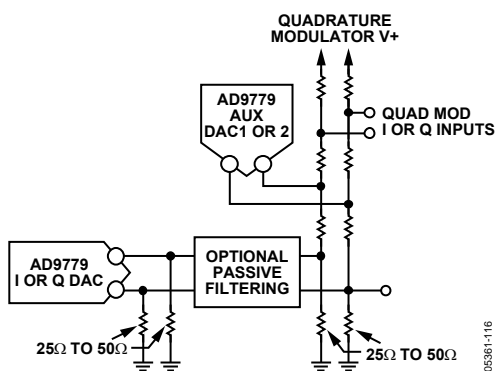 QUADRATURE
MODULATOR V+
AD9779
AUX
DAC1 OR 2
QUAD MOD
I OR Q INPUTS
AD9779
I OR Q DAC
OPTIONAL
PASSIVE
FILTERING
25Ω TO 50Ω
25Ω TO 50Ω
05361-116